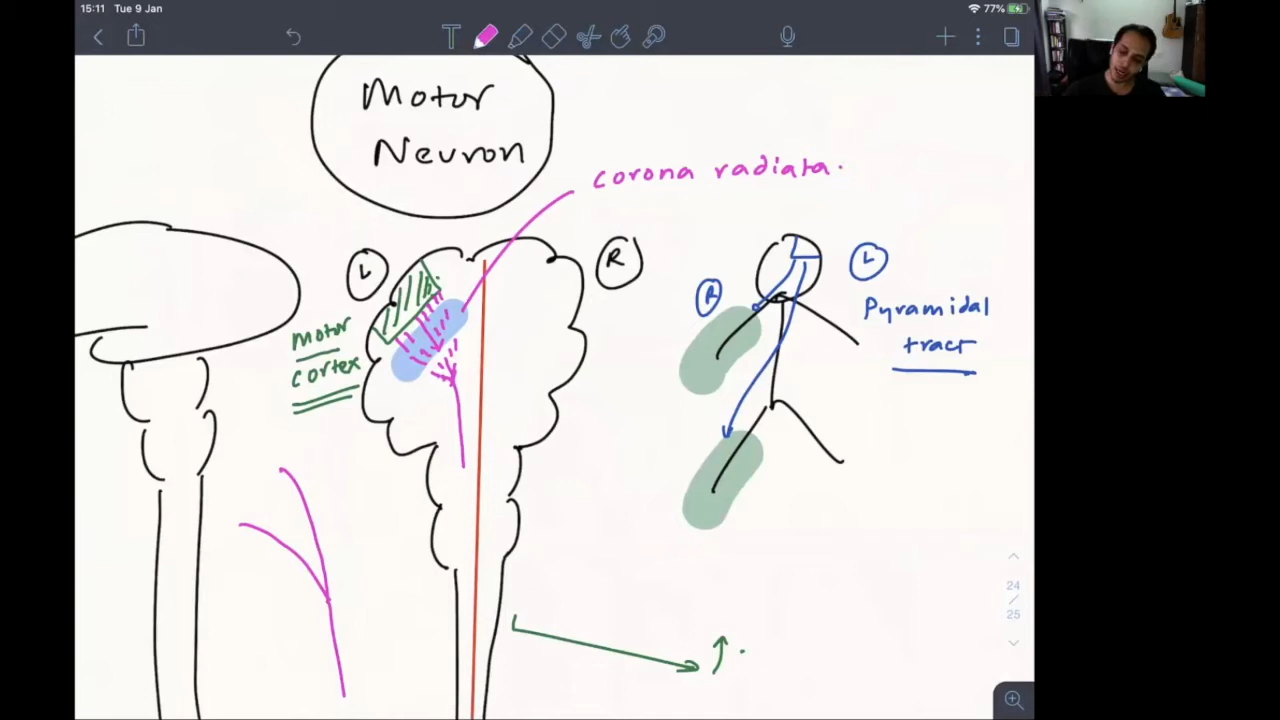 15:11 Tue 9 Jan
77%
T
Motor
Neuron
corona radiata.
L
R
R
L
Pyramidal
tract
motor
cortex
24
/
25